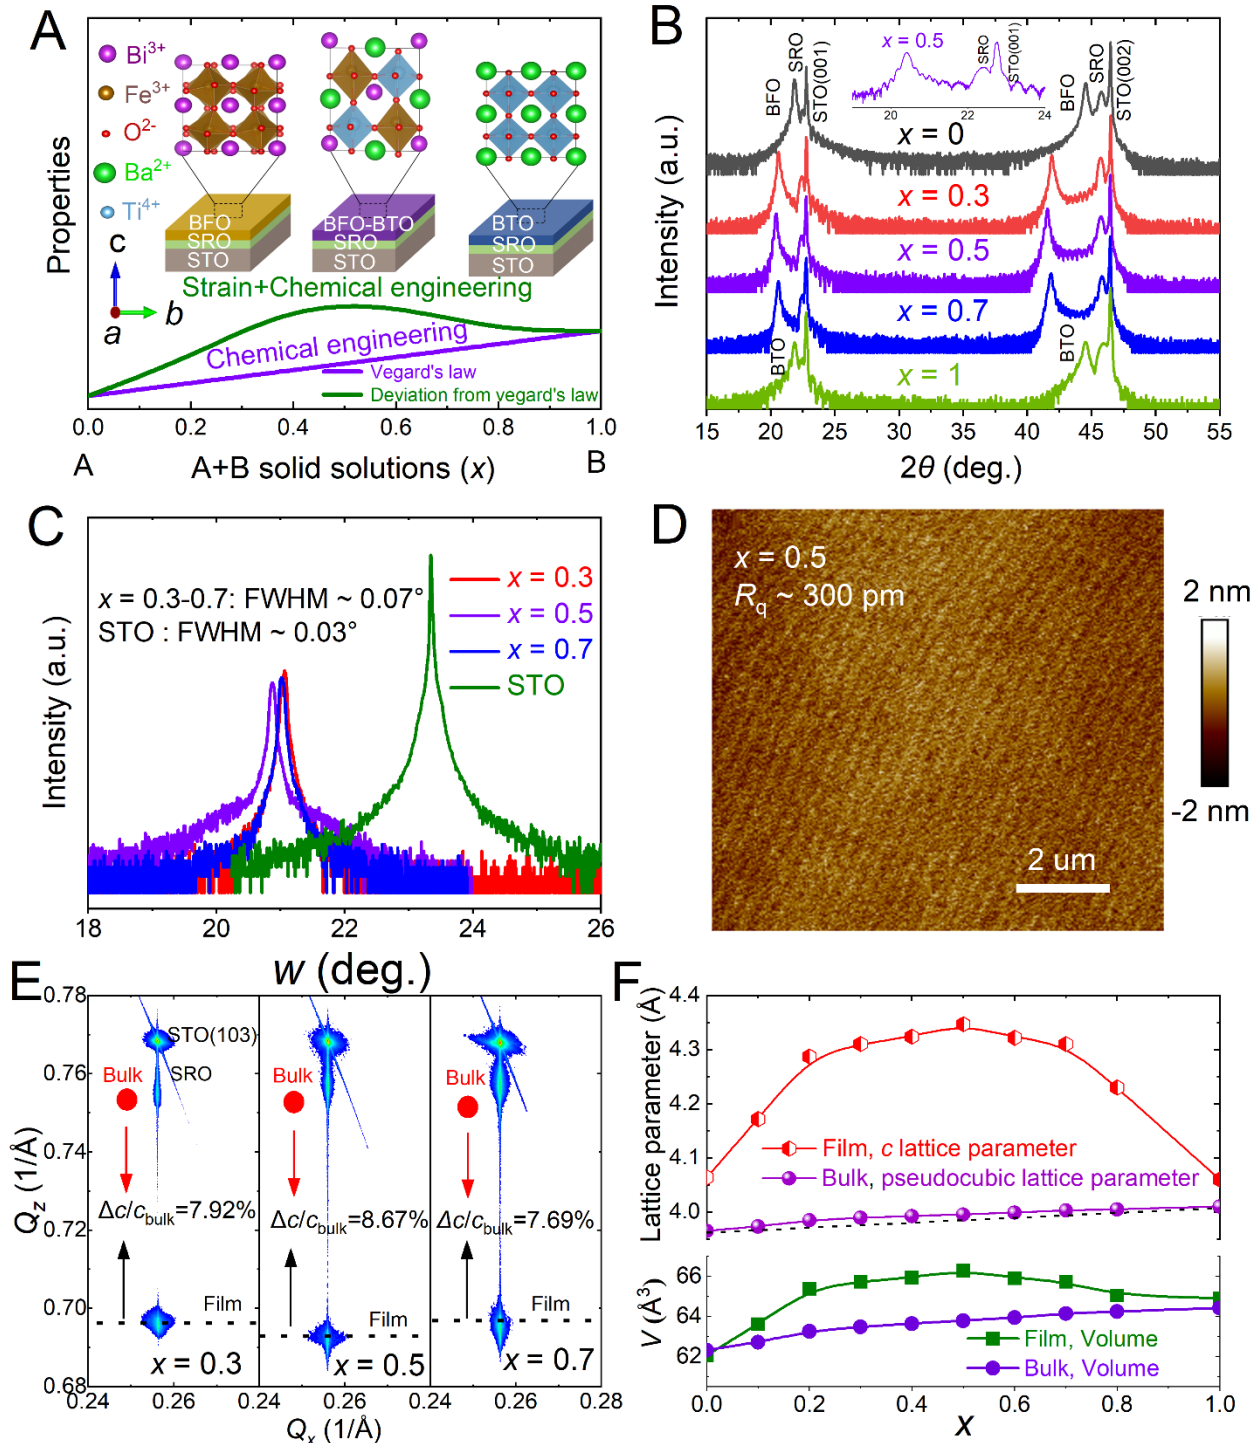 A
Bi³⁺
Fe³⁺
O²⁻
Ba²⁺
Ti⁴⁺
BFO
SRO
STO
BFO-BTO
SRO
STO
BTO
SRO
STO
c
a
b
Strain+Chemical engineering
Chemical engineering
Vegard's law
Deviation from vegard's law
Properties
0.0 0.2 0.4 0.6 0.8 1.0
A
A+B solid solutions (x)
B
B
x = 0.5
SRO
STO(001)
20 22 24
BFO
SRO
STO(001)
BFO
SRO
STO(002)
x = 0
x = 0.3
x = 0.5
x = 0.7
BTO
BTO
x = 1
Intensity (a.u.)
15 20 25 30 35 40 45 50 55
2θ (deg.)
C
x = 0.3-0.7: FWHM ~ 0.07°
STO : FWHM ~ 0.03°
x = 0.3
x = 0.5
x = 0.7
STO
Intensity (a.u.)
18 20 22 24 26
w (deg.)
D
x = 0.5
Rq ~ 300 pm
2 um
2 nm
-2 nm
E
0.78
0.76
0.74
0.72
0.70
0.68
Qz (1/Å)
STO(103)
SRO
Bulk
Δc/cbulk=7.92%
Film
x = 0.3
Bulk
Δc/cbulk=8.67%
Film
x = 0.5
Bulk
Δc/cbulk=7.69%
Film
x = 0.7
0.24 0.26 0.24 0.26 0.24 0.26 0.28
Qx (1/Å)
F
4.4
4.3
4.2
4.1
4.0
Lattice parameter (Å)
Film, c lattice parameter
Bulk, pseudocubic lattice parameter
66
64
62
V (Å³)
Film, Volume
Bulk, Volume
0.0 0.2 0.4 0.6 0.8 1.0
x